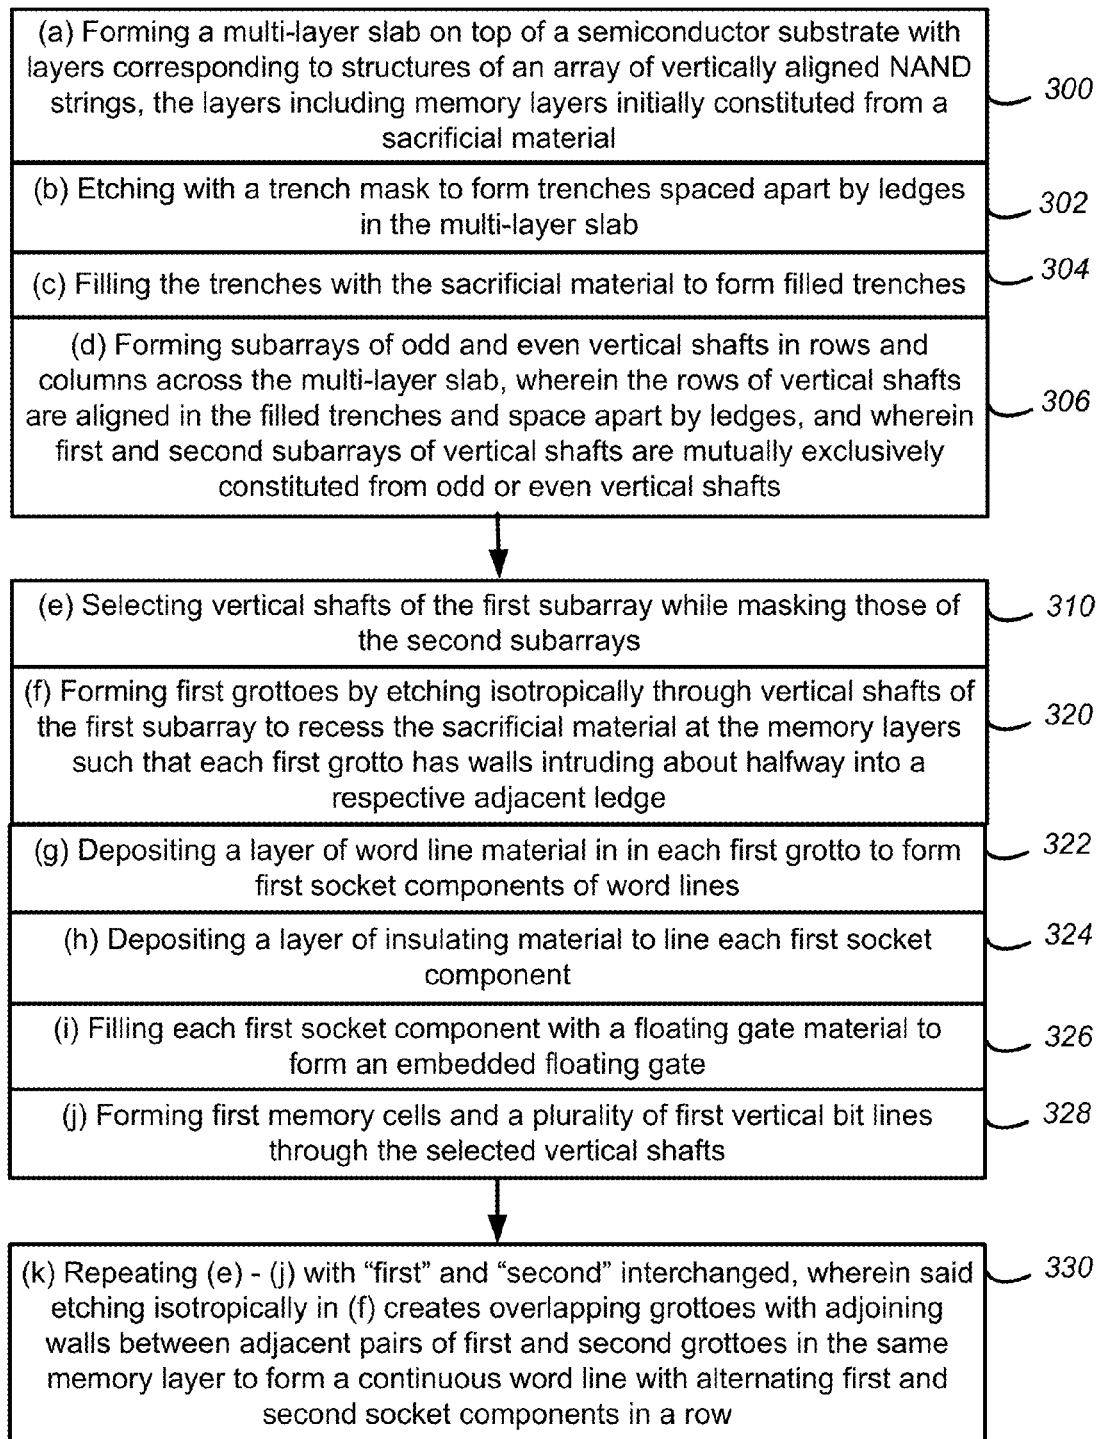 (a) Forming a multi-layer slab on top of a semiconductor substrate with
layers corresponding to structures of an array of vertically aligned NAND
strings, the layers including memory layers initially constituted from a
sacrificial material
300
(b) Etching with a trench mask to form trenches spaced apart by ledges
in the multi-layer slab
302
(c) Filling the trenches with the sacrificial material to form filled trenches
304
(d) Forming subarrays of odd and even vertical shafts in rows and
columns across the multi-layer slab, wherein the rows of vertical shafts
are aligned in the filled trenches and space apart by ledges, and wherein
first and second subarrays of vertical shafts are mutually exclusively
constituted from odd or even vertical shafts
306
(e) Selecting vertical shafts of the first subarray while masking those of
the second subarrays
310
(f) Forming first grottoes by etching isotropically through vertical shafts of
the first subarray to recess the sacrificial material at the memory layers
such that each first grotto has walls intruding about halfway into a
respective adjacent ledge
320
(g) Depositing a layer of word line material in in each first grotto to form
first socket components of word lines
322
(h) Depositing a layer of insulating material to line each first socket
component
324
(i) Filling each first socket component with a floating gate material to
form an embedded floating gate
326
(j) Forming first memory cells and a plurality of first vertical bit lines
through the selected vertical shafts
328
(k) Repeating (e) - (j) with “first” and “second” interchanged, wherein said
etching isotropically in (f) creates overlapping grottoes with adjoining
walls between adjacent pairs of first and second grottoes in the same
memory layer to form a continuous word line with alternating first and
second socket components in a row
330